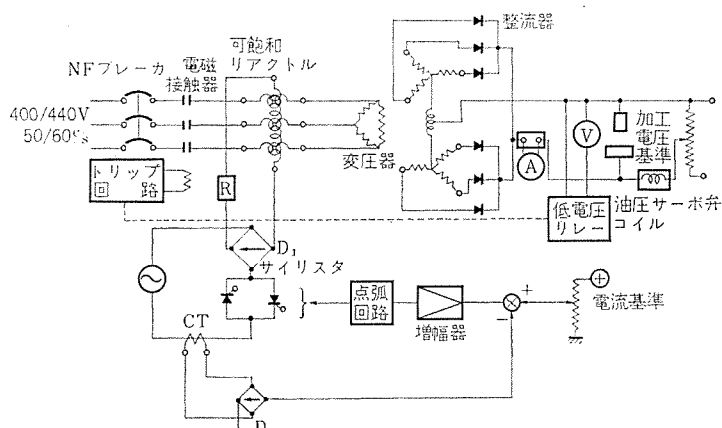 整流器
可飽和
リアクトル
電磁
接触器
NFブレーカ
400/440V
50/60%
変圧器
加工
電圧
基準
V
A
トリップ
回路
R
低電圧
リレー
油圧サーボ弁
コイル
D₁
サイリスタ
点弧
回路
増幅器
+
−
+
電流基準
CT
D